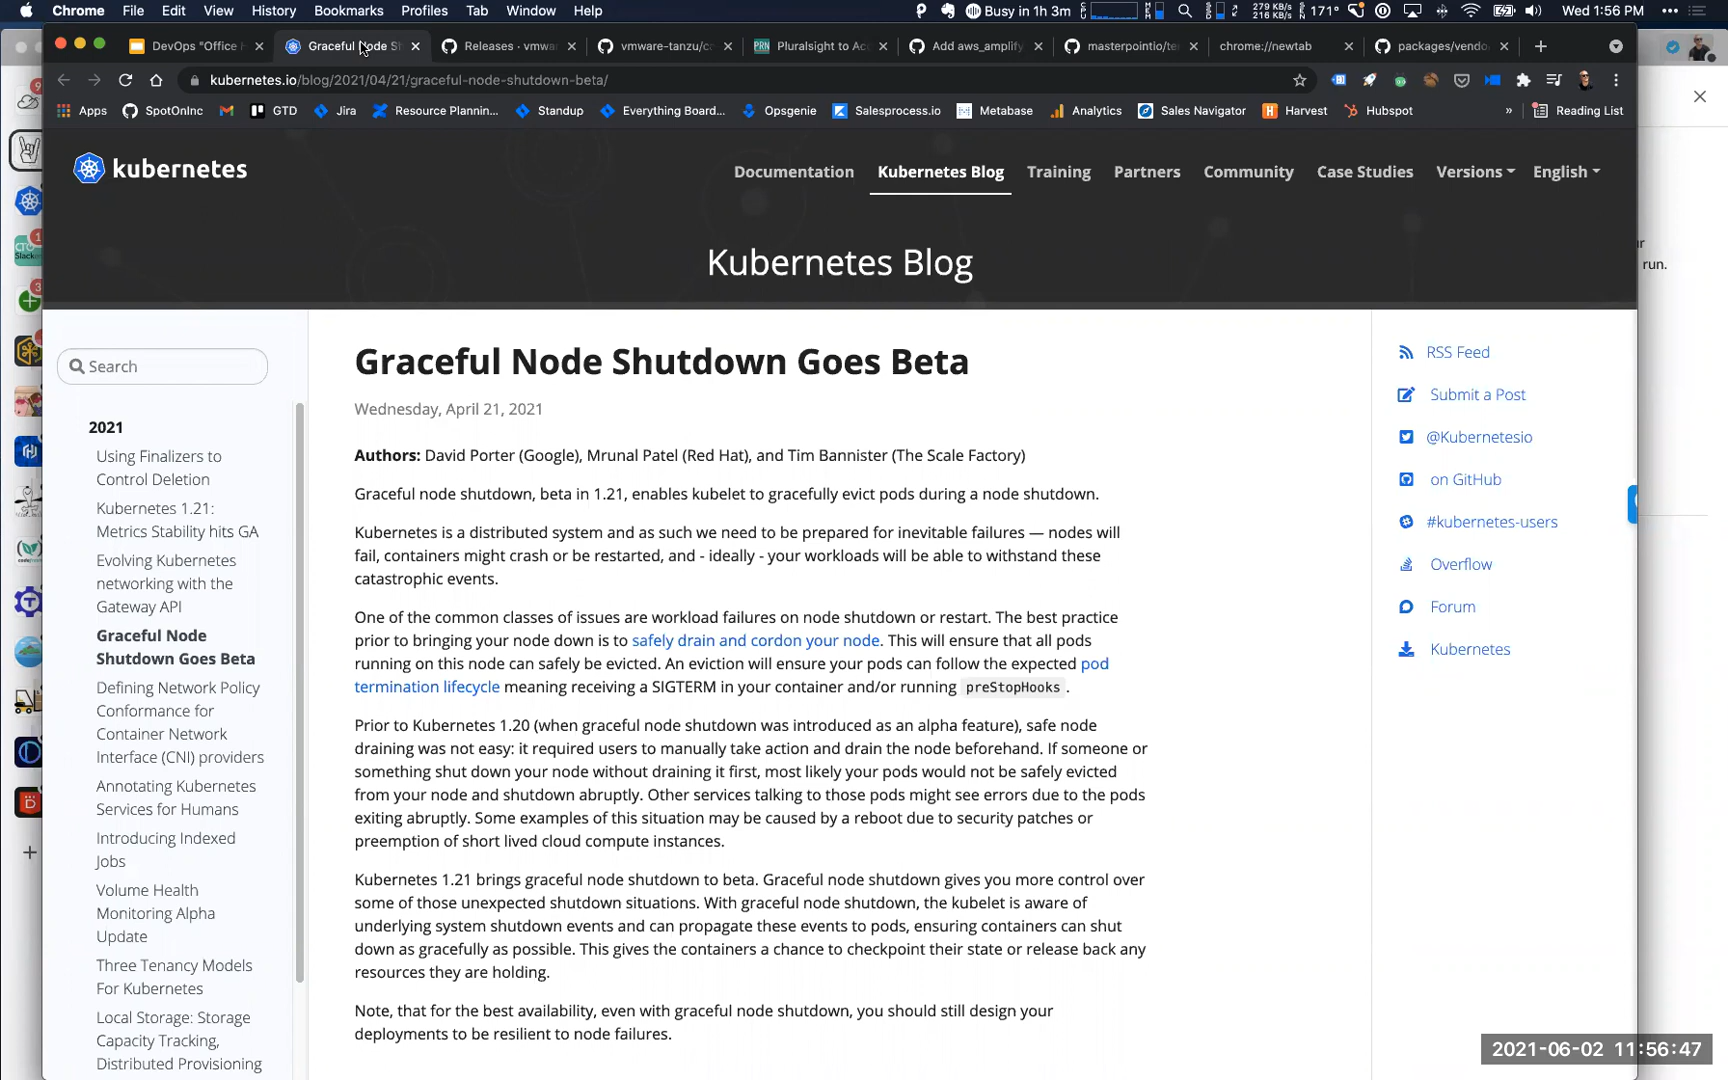 Chrome File Edit View History Bookmarks Profiles Tab Window Help
Busy in 1h 3m 279 KB/s 216 KB/s 171° Wed 1:56 PM
DevOps "Office H
Graceful Node S
Releases · vmwa
vmware-tanzu/c
PRN Pluralsight to Ac
Add aws_amplify
masterpointio/te
chrome://newtab
packages/vendo
kubernetes.io/blog/2021/04/21/graceful-node-shutdown-beta/
Apps SpotOnInc GTD Jira Resource Plannin... Standup Everything Board... Opsgenie Salesprocess.io Metabase Analytics Sales Navigator Harvest Hubspot » Reading List
kubernetes
Documentation Kubernetes Blog Training Partners Community Case Studies Versions English
Kubernetes Blog
Search
2021
Using Finalizers to
Control Deletion
Kubernetes 1.21:
Metrics Stability hits GA
Evolving Kubernetes
networking with the
Gateway API
Graceful Node
Shutdown Goes Beta
Defining Network Policy
Conformance for
Container Network
Interface (CNI) providers
Annotating Kubernetes
Services for Humans
Introducing Indexed
Jobs
Volume Health
Monitoring Alpha
Update
Three Tenancy Models
For Kubernetes
Local Storage: Storage
Capacity Tracking,
Distributed Provisioning
Graceful Node Shutdown Goes Beta
Wednesday, April 21, 2021
Authors: David Porter (Google), Mrunal Patel (Red Hat), and Tim Bannister (The Scale Factory)
Graceful node shutdown, beta in 1.21, enables kubelet to gracefully evict pods during a node shutdown.
Kubernetes is a distributed system and as such we need to be prepared for inevitable failures — nodes will
fail, containers might crash or be restarted, and - ideally - your workloads will be able to withstand these
catastrophic events.
One of the common classes of issues are workload failures on node shutdown or restart. The best practice
prior to bringing your node down is to safely drain and cordon your node. This will ensure that all pods
running on this node can safely be evicted. An eviction will ensure your pods can follow the expected pod
termination lifecycle meaning receiving a SIGTERM in your container and/or running preStopHooks.
Prior to Kubernetes 1.20 (when graceful node shutdown was introduced as an alpha feature), safe node
draining was not easy: it required users to manually take action and drain the node beforehand. If someone or
something shut down your node without draining it first, most likely your pods would not be safely evicted
from your node and shutdown abruptly. Other services talking to those pods might see errors due to the pods
exiting abruptly. Some examples of this situation may be caused by a reboot due to security patches or
preemption of short lived cloud compute instances.
Kubernetes 1.21 brings graceful node shutdown to beta. Graceful node shutdown gives you more control over
some of those unexpected shutdown situations. With graceful node shutdown, the kubelet is aware of
underlying system shutdown events and can propagate these events to pods, ensuring containers can shut
down as gracefully as possible. This gives the containers a chance to checkpoint their state or release back any
resources they are holding.
Note, that for the best availability, even with graceful node shutdown, you should still design your
deployments to be resilient to node failures.
RSS Feed
Submit a Post
@Kubernetesio
on GitHub
#kubernetes-users
Overflow
Forum
Kubernetes
run.
2021-06-02 11:56:47